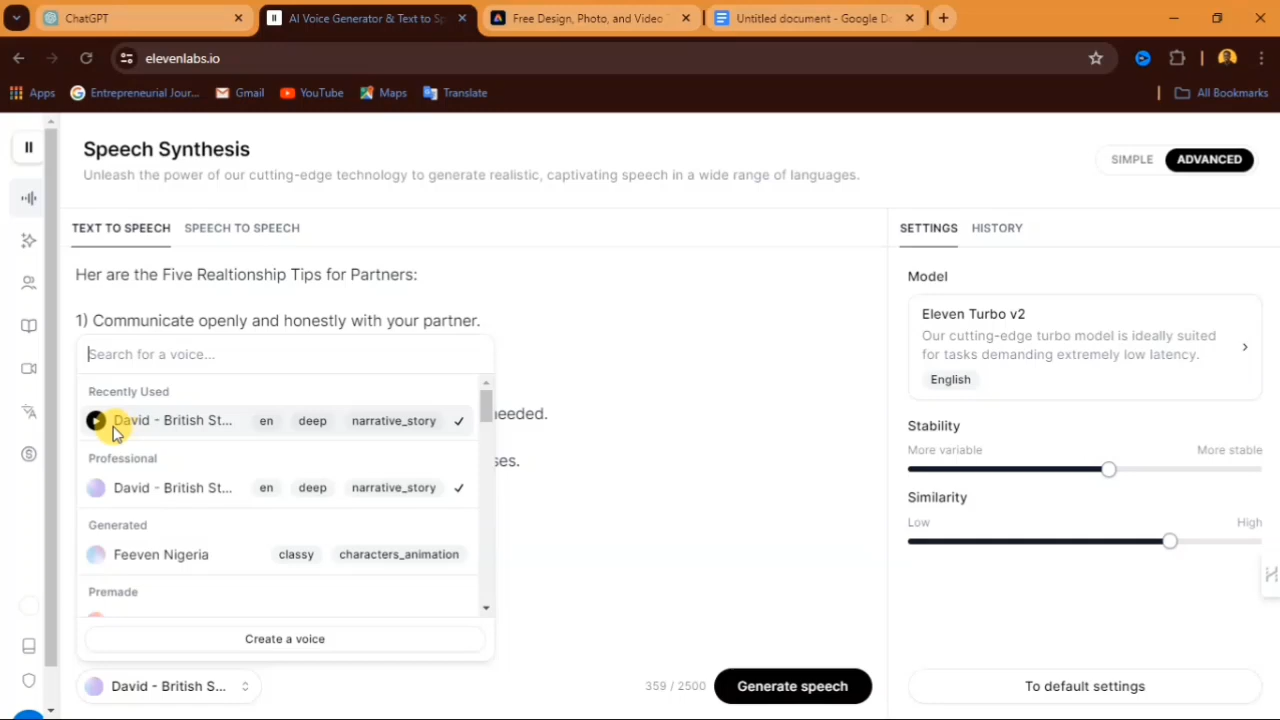 ChatGPT
AI Voice Generator & Text to Sp
Free Design, Photo, and Video T
Untitled document - Google Do
elevenlabs.io
Apps
Entrepreneurial Jour...
Gmail
YouTube
Maps
Translate
All Bookmarks
Speech Synthesis
Unleash the power of our cutting-edge technology to generate realistic, captivating speech in a wide range of languages.
SIMPLE
ADVANCED
TEXT TO SPEECH
SPEECH TO SPEECH
Her are the Five Realtionship Tips for Partners:
1) Communicate openly and honestly with your partner.
Search for a voice...
Recently Used
David - British St... en deep narrative_story
needed.
Professional
ses.
David - British St... en deep narrative_story
Generated
Feeven Nigeria classy characters_animation
Premade
Create a voice
David - British S...
359 / 2500
Generate speech
SETTINGS
HISTORY
Model
Eleven Turbo v2
Our cutting-edge turbo model is ideally suited
for tasks demanding extremely low latency.
English
Stability
More variable
More stable
Similarity
Low
High
To default settings